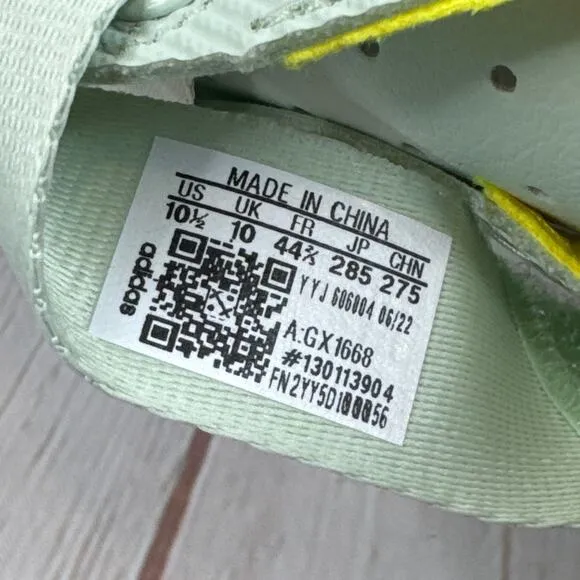 MADE IN CHINA
US UK FR JP CHN
10½ 10 44⅔ 285 275
YYJ 606804 06/22
adidas
A:GX1668
#130113904
FN2YY5D100056